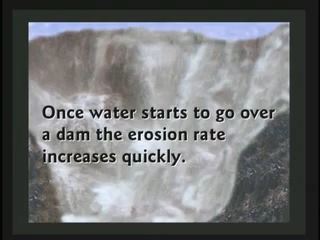 Once water starts to go over
a dam the erosion rate
increases quickly.